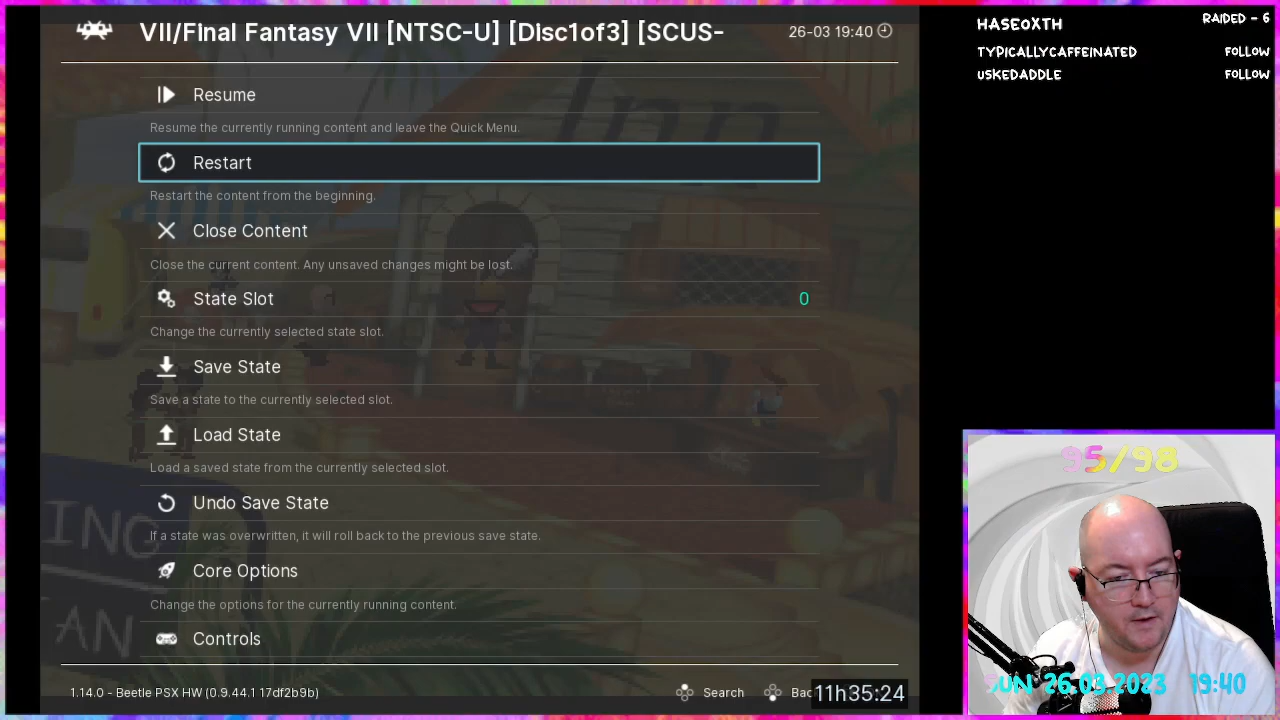 VII/Final Fantasy VII [NTSC-U] [Disc1of3] [SCUS-
26-03 19:40
Resume
Resume the currently running content and leave the Quick Menu.
Restart
Restart the content from the beginning.
Close Content
Close the current content. Any unsaved changes might be lost.
State Slot
0
Change the currently selected state slot.
Save State
Save a state to the currently selected slot.
Load State
Load a saved state from the currently selected slot.
Undo Save State
If a state was overwritten, it will roll back to the previous save state.
Core Options
Change the options for the currently running content.
Controls
1.14.0 - Beetle PSX HW (0.9.44.1 17df2b9b)
Search
Bac
11h35:24
Inn
ING
AN
HASEOXTH
RAIDED - 6
TYPICALLYCAFFEINATED
FOLLOW
USKEDADDLE
FOLLOW
95/98
SUN 26.03.2023 19:40